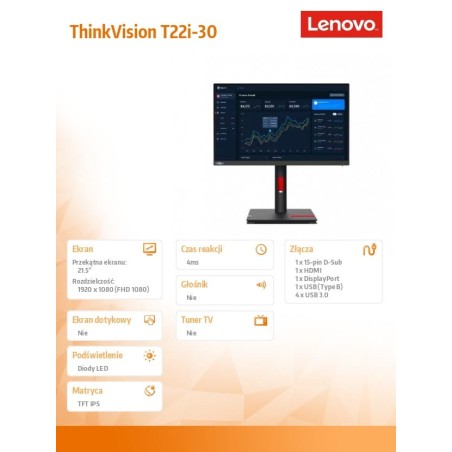 ThinkVision T22i-30
Lenovo
Ekran
Przekątna ekranu:
21.5"
Rozdzielczość:
1920 x 1080 (FHD 1080)
Ekran dotykowy
Nie
Podświetlenie
Diody LED
Matryca
TFT IPS
Czas reakcji
4ms
Głośnik
Nie
Tuner TV
Nie
Złącza
1 x 15-pin D-Sub
1 x HDMI
1 x DisplayPort
1 x USB (Type B)
4 x USB 3.0